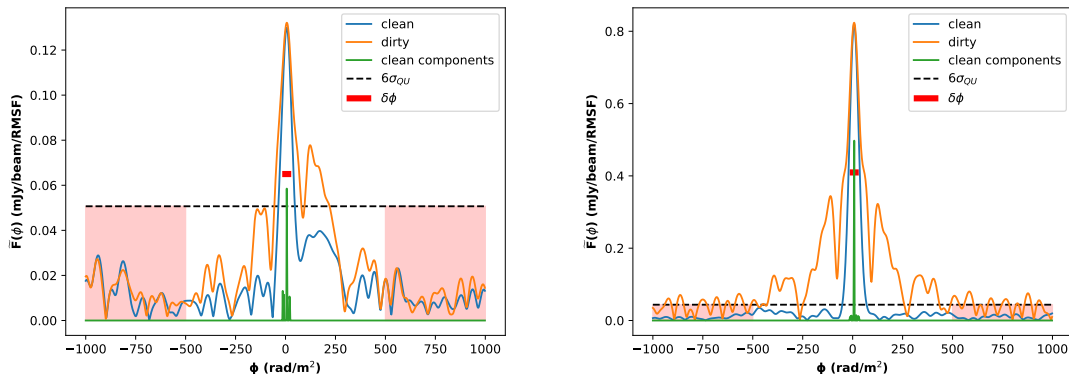 clean
dirty
clean components
6σ_QU
δϕ
0.12
0.10
0.08
0.06
0.04
0.02
0.00
F̃(ϕ) (mJy/beam/RMSF)
−1000 −750 −500 −250 0 250 500 750 1000
ϕ (rad/m²)
clean
dirty
clean components
6σ_QU
δϕ
0.8
0.6
0.4
0.2
0.0
F̃(ϕ) (mJy/beam/RMSF)
−1000 −750 −500 −250 0 250 500 750 1000
ϕ (rad/m²)